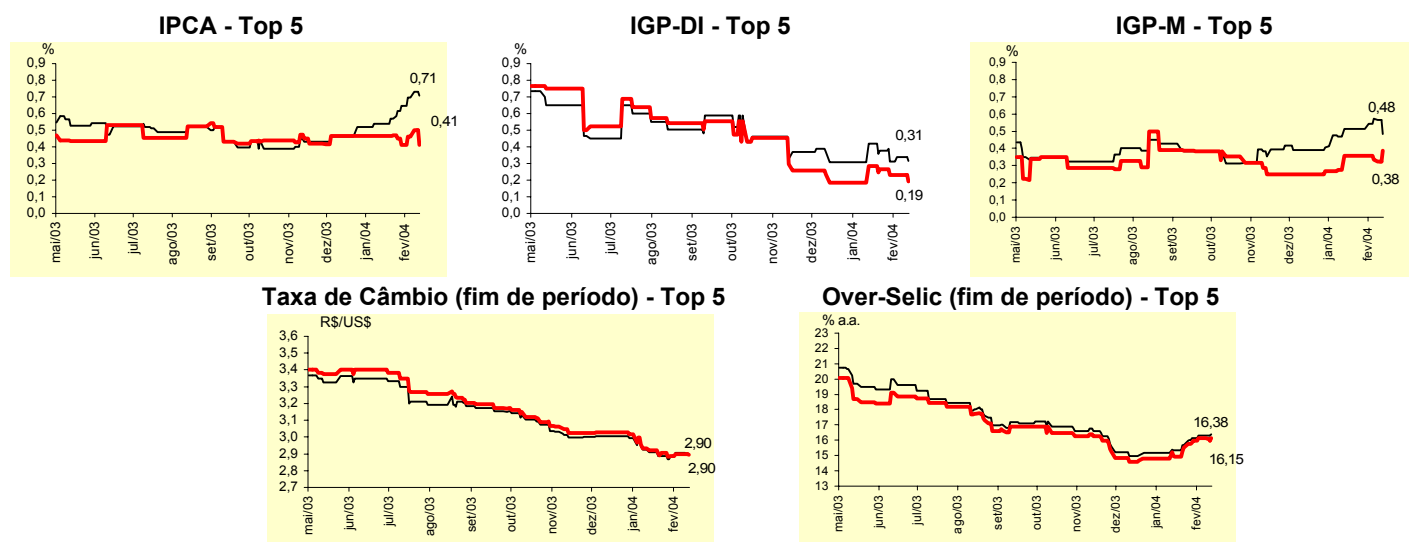 IPCA - Top 5
%
0,9
0,8
0,7
0,6
0,5
0,4
0,3
0,2
0,1
0,0
0,71
0,41
mai/03
jun/03
jul/03
ago/03
set/03
out/03
nov/03
dez/03
jan/04
fev/04
IGP-DI - Top 5
%
0,9
0,8
0,7
0,6
0,5
0,4
0,3
0,2
0,1
0,0
0,31
0,19
mai/03
jun/03
jul/03
ago/03
set/03
out/03
nov/03
dez/03
jan/04
fev/04
IGP-M - Top 5
%
0,9
0,8
0,7
0,6
0,5
0,4
0,3
0,2
0,1
0,0
0,48
0,38
mai/03
jun/03
jul/03
ago/03
set/03
out/03
nov/03
dez/03
jan/04
fev/04
Taxa de Câmbio (fim de período) - Top 5
R$/US$
3,6
3,5
3,4
3,3
3,2
3,1
3,0
2,9
2,8
2,7
2,90
2,90
mai/03
jun/03
jul/03
ago/03
set/03
out/03
nov/03
dez/03
jan/04
fev/04
Over-Selic (fim de período) - Top 5
% a.a.
23
22
21
20
19
18
17
16
15
14
13
16,38
16,15
mai/03
jun/03
jul/03
ago/03
set/03
out/03
nov/03
dez/03
jan/04
fev/04